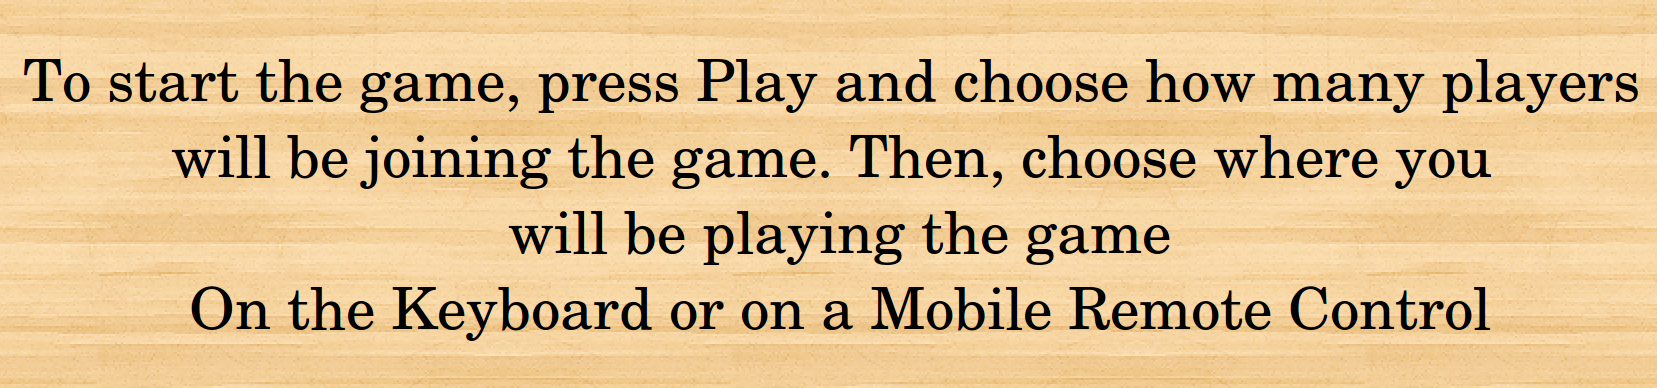 To start the game, press Play and choose how many players
will be joining the game. Then, choose where you
will be playing the game
On the Keyboard or on a Mobile Remote Control